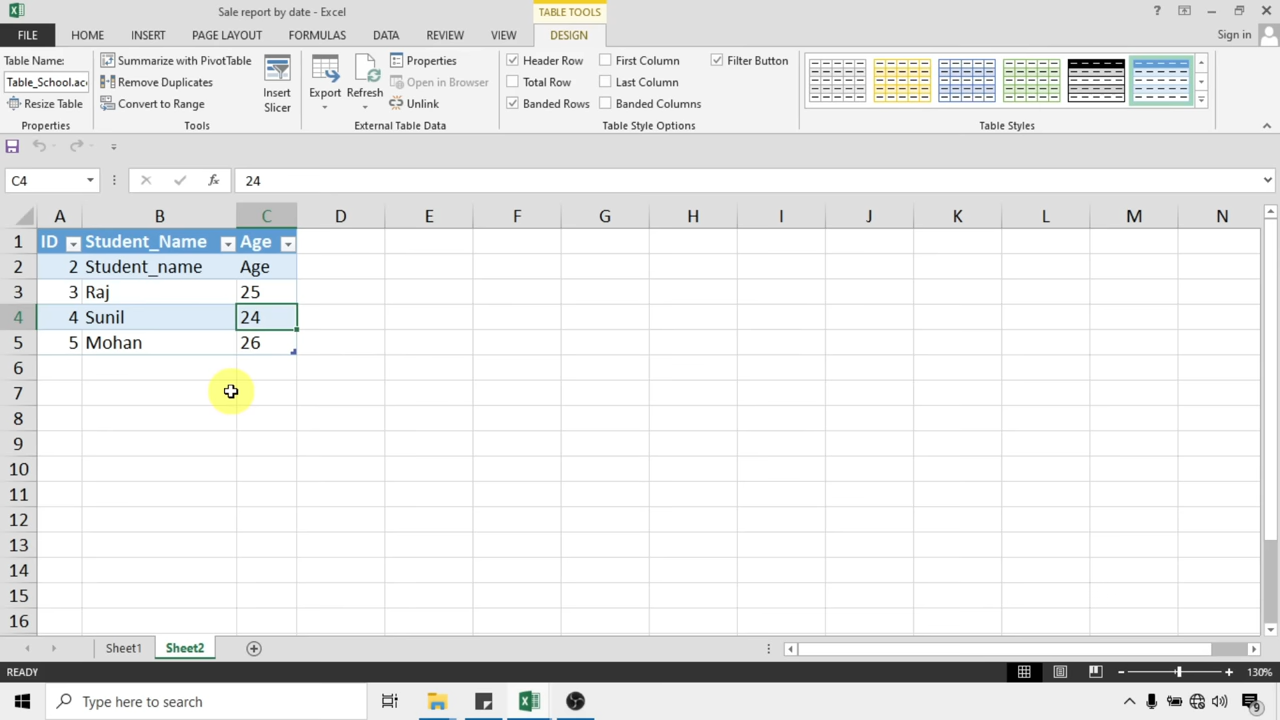 Sale report by date - Excel
TABLE TOOLS
?
FILE HOME INSERT PAGE LAYOUT FORMULAS DATA REVIEW VIEW DESIGN
Sign in
Table Name:
Table_School.acc
Resize Table
Properties
Summarize with PivotTable
Remove Duplicates
Convert to Range
Tools
Insert
Slicer
Export
Refresh
Properties
Open in Browser
Unlink
External Table Data
Header Row
Total Row
Banded Rows
First Column
Last Column
Banded Columns
Filter Button
Table Style Options
Table Styles
C4
fx
24
A B C D E F G H I J K L M N
1 ID Student_Name Age
2 2 Student_name Age
3 3 Raj 25
4 4 Sunil 24
5 5 Mohan 26
6
7
8
9
10
11
12
13
14
15
16
Sheet1 Sheet2
READY
130%
Type here to search
9